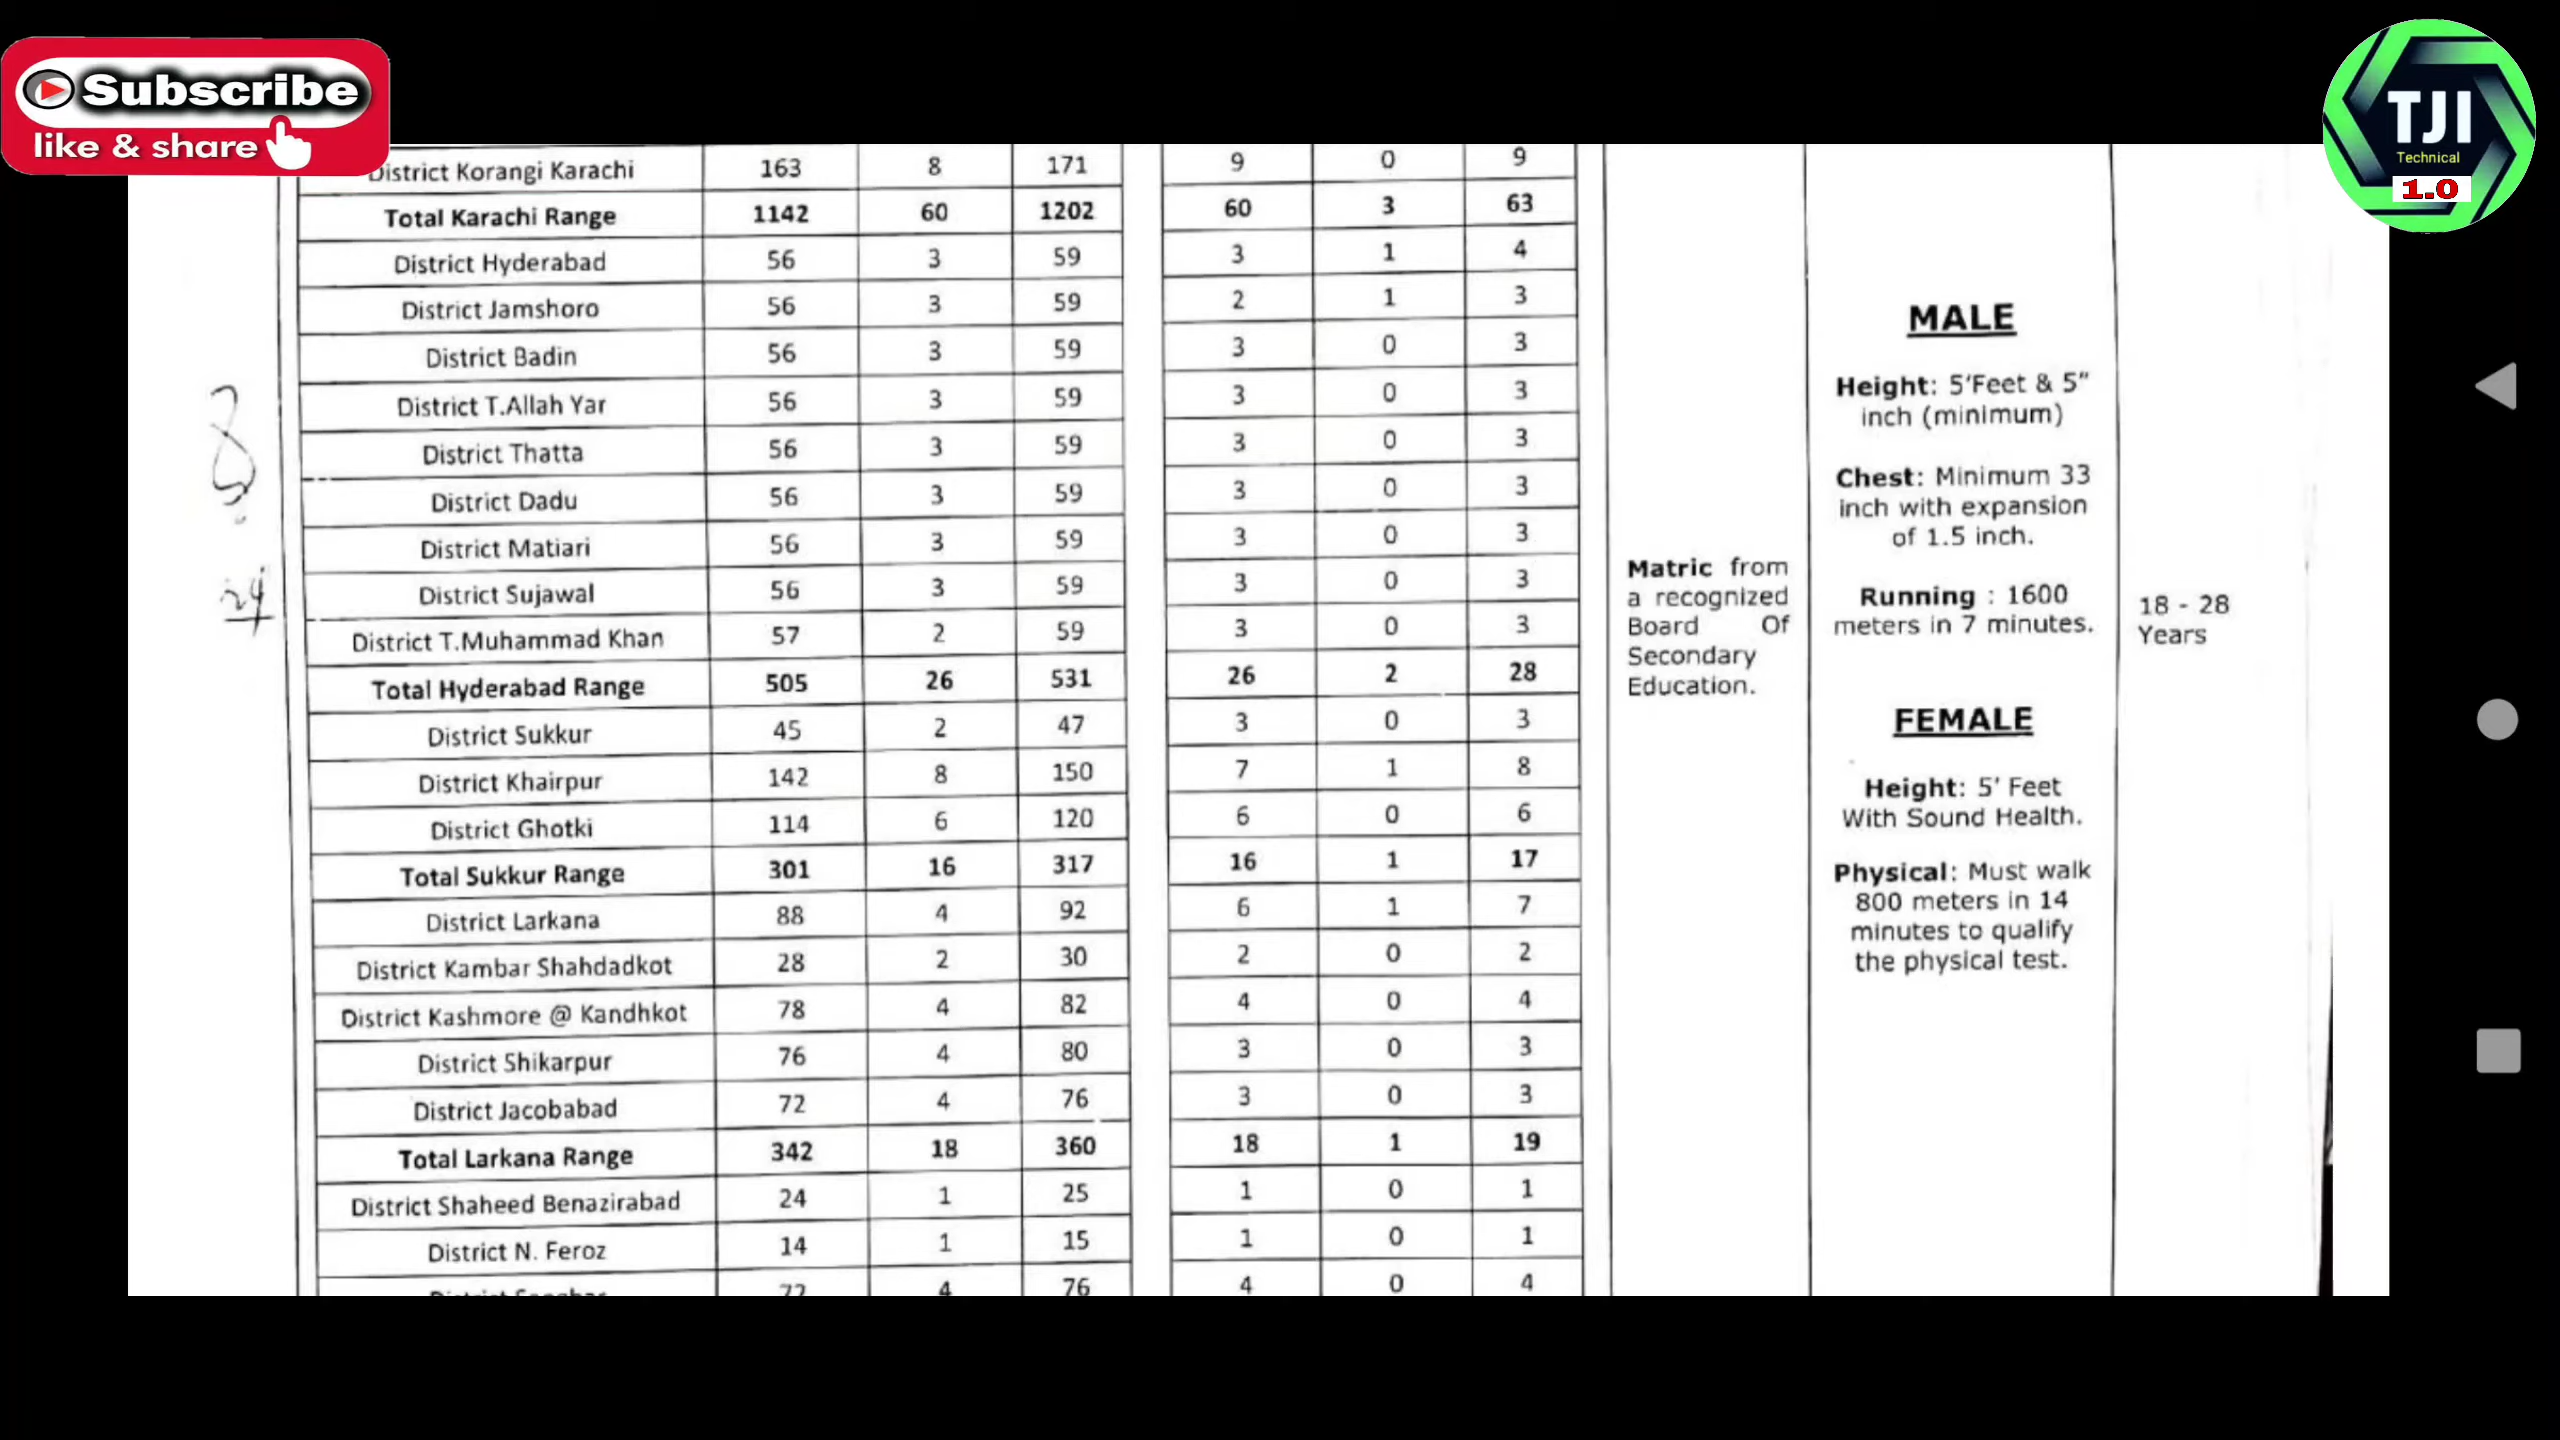 Subscribe
like & share
TJI
Technical
1.0
District Korangi Karachi 163 8 171 9 0 9
Total Karachi Range 1142 60 1202 60 3 63
District Hyderabad 56 3 59 3 1 4
District Jamshoro 56 3 59 2 1 3
District Badin 56 3 59 3 0 3
District T.Allah Yar 56 3 59 3 0 3
District Thatta 56 3 59 3 0 3
District Dadu 56 3 59 3 0 3
District Matiari 56 3 59 3 0 3
District Sujawal 56 3 59 3 0 3
District T.Muhammad Khan 57 2 59 3 0 3
Total Hyderabad Range 505 26 531 26 2 28
District Sukkur 45 2 47 3 0 3
District Khairpur 142 8 150 7 1 8
District Ghotki 114 6 120 6 0 6
Total Sukkur Range 301 16 317 16 1 17
District Larkana 88 4 92 6 1 7
District Kambar Shahdadkot 28 2 30 2 0 2
District Kashmore @ Kandhkot 78 4 82 4 0 4
District Shikarpur 76 4 80 3 0 3
District Jacobabad 72 4 76 3 0 3
Total Larkana Range 342 18 360 18 1 19
District Shaheed Benazirabad 24 1 25 1 0 1
District N. Feroz 14 1 15 1 0 1
72 4 76 4 0 4
Matric from
a recognized
Board Of
Secondary
Education.
MALE
Height: 5'Feet & 5"
inch (minimum)
Chest: Minimum 33
inch with expansion
of 1.5 inch.
Running : 1600
meters in 7 minutes.
FEMALE
Height: 5' Feet
With Sound Health.
Physical: Must walk
800 meters in 14
minutes to qualify
the physical test.
18 - 28
Years